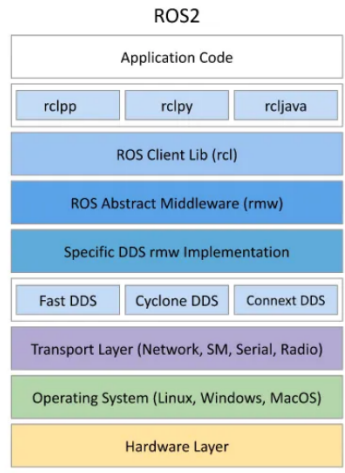 ROS2
Application Code
rclpp rclpy rcljava
ROS Client Lib (rcl)
ROS Abstract Middleware (rmw)
Specific DDS rmw Implementation
Fast DDS Cyclone DDS Connext DDS
Transport Layer (Network, SM, Serial, Radio)
Operating System (Linux, Windows, MacOS)
Hardware Layer